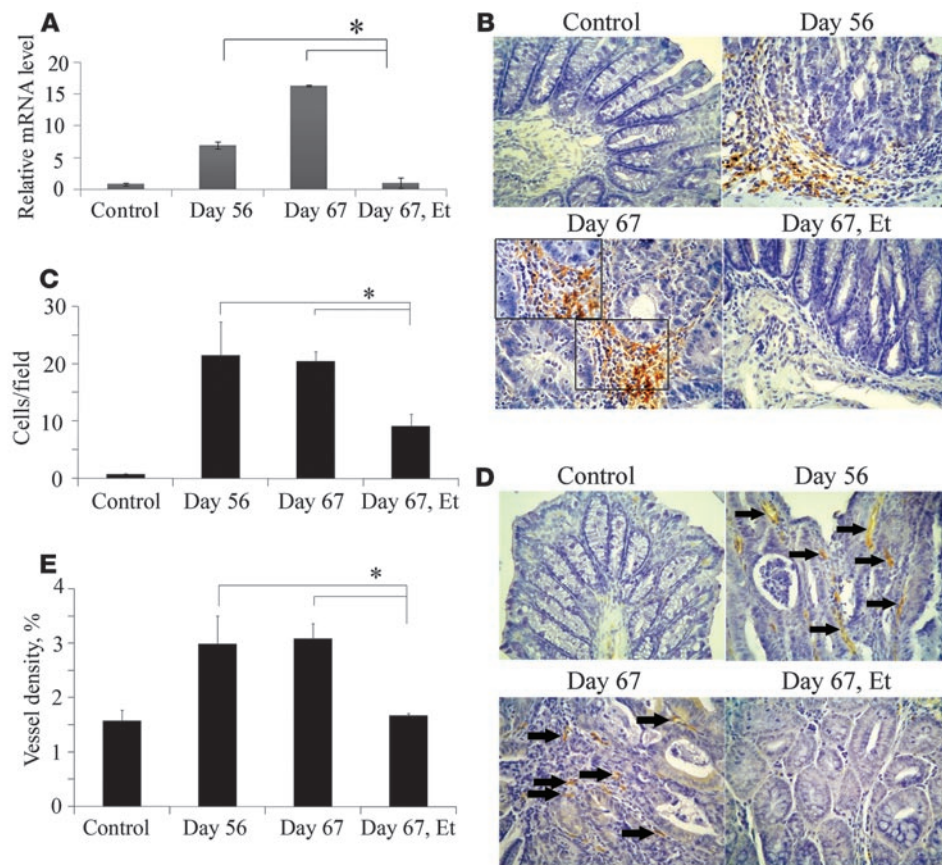 A
*
Relative mRNA level
20
15
10
5
0
Control Day 56 Day 67 Day 67, Et
B
Control Day 56
Day 67 Day 67, Et
C
*
Cells/field
30
20
10
0
Control Day 56 Day 67 Day 67, Et
D
Control Day 56
Day 67 Day 67, Et
E
*
Vessel density, %
4
3
2
1
0
Control Day 56 Day 67 Day 67, Et